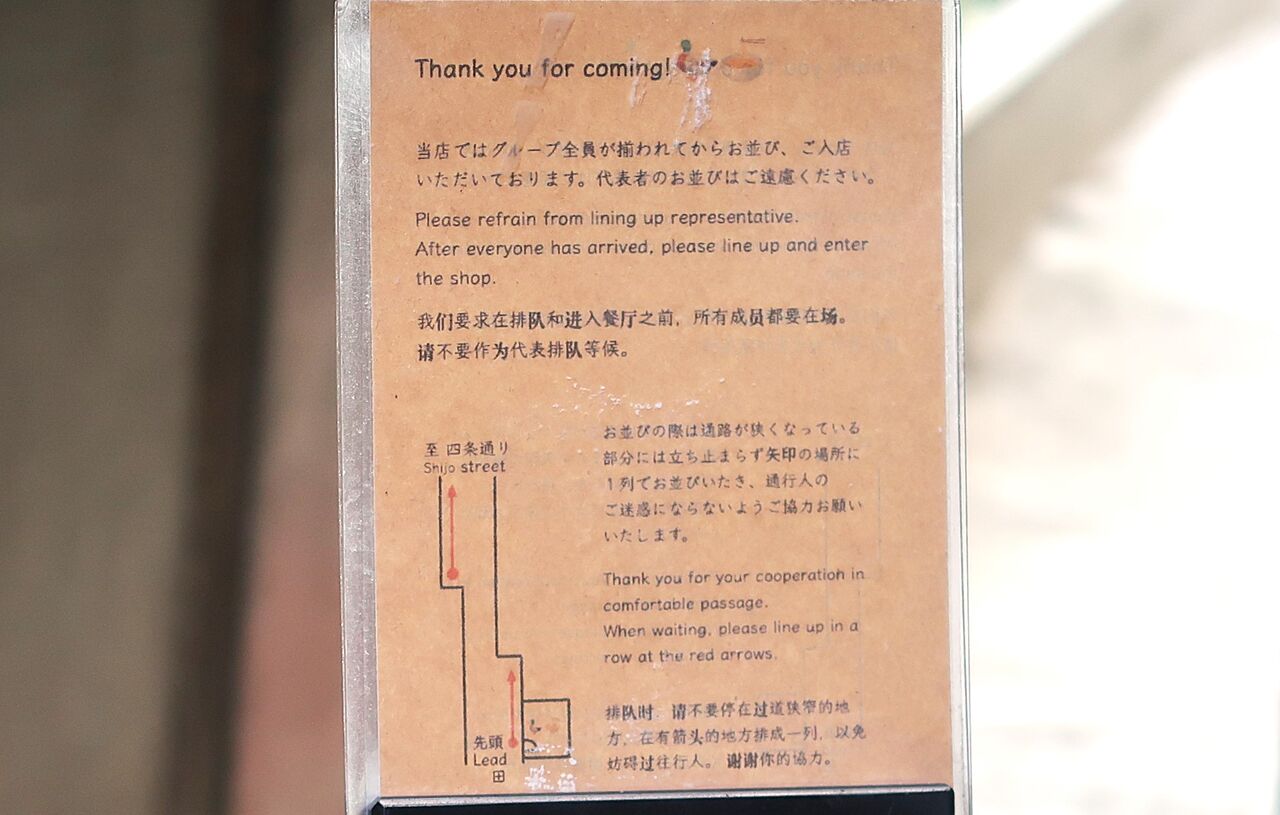 Thank you for coming!
当店ではグループ全員が揃われてからお並び、ご入店
いただいております。代表者のお並びはご遠慮ください。
Please refrain from lining up representative.
After everyone has arrived, please line up and enter
the shop.
我们要求在排队和进入餐厅之前，所有成员都要在场。
请不要作为代表排队等候。
至 四条通り
Shijo street
先頭
Lead
お並びの際は通路が狭くなっている
部分には立ち止まらず矢印の場所に
1列でお並びいたさ、通行人の
ご迷惑にならないようご協力お願い
いたします。
Thank you for your cooperation in
comfortable passage.
When waiting, please line up in a
row at the red arrows.
排队时，请不要停在过道狭窄的地
方，在有箭头的地方排成一列，以免
妨碍过往行人。 谢谢你的協力。